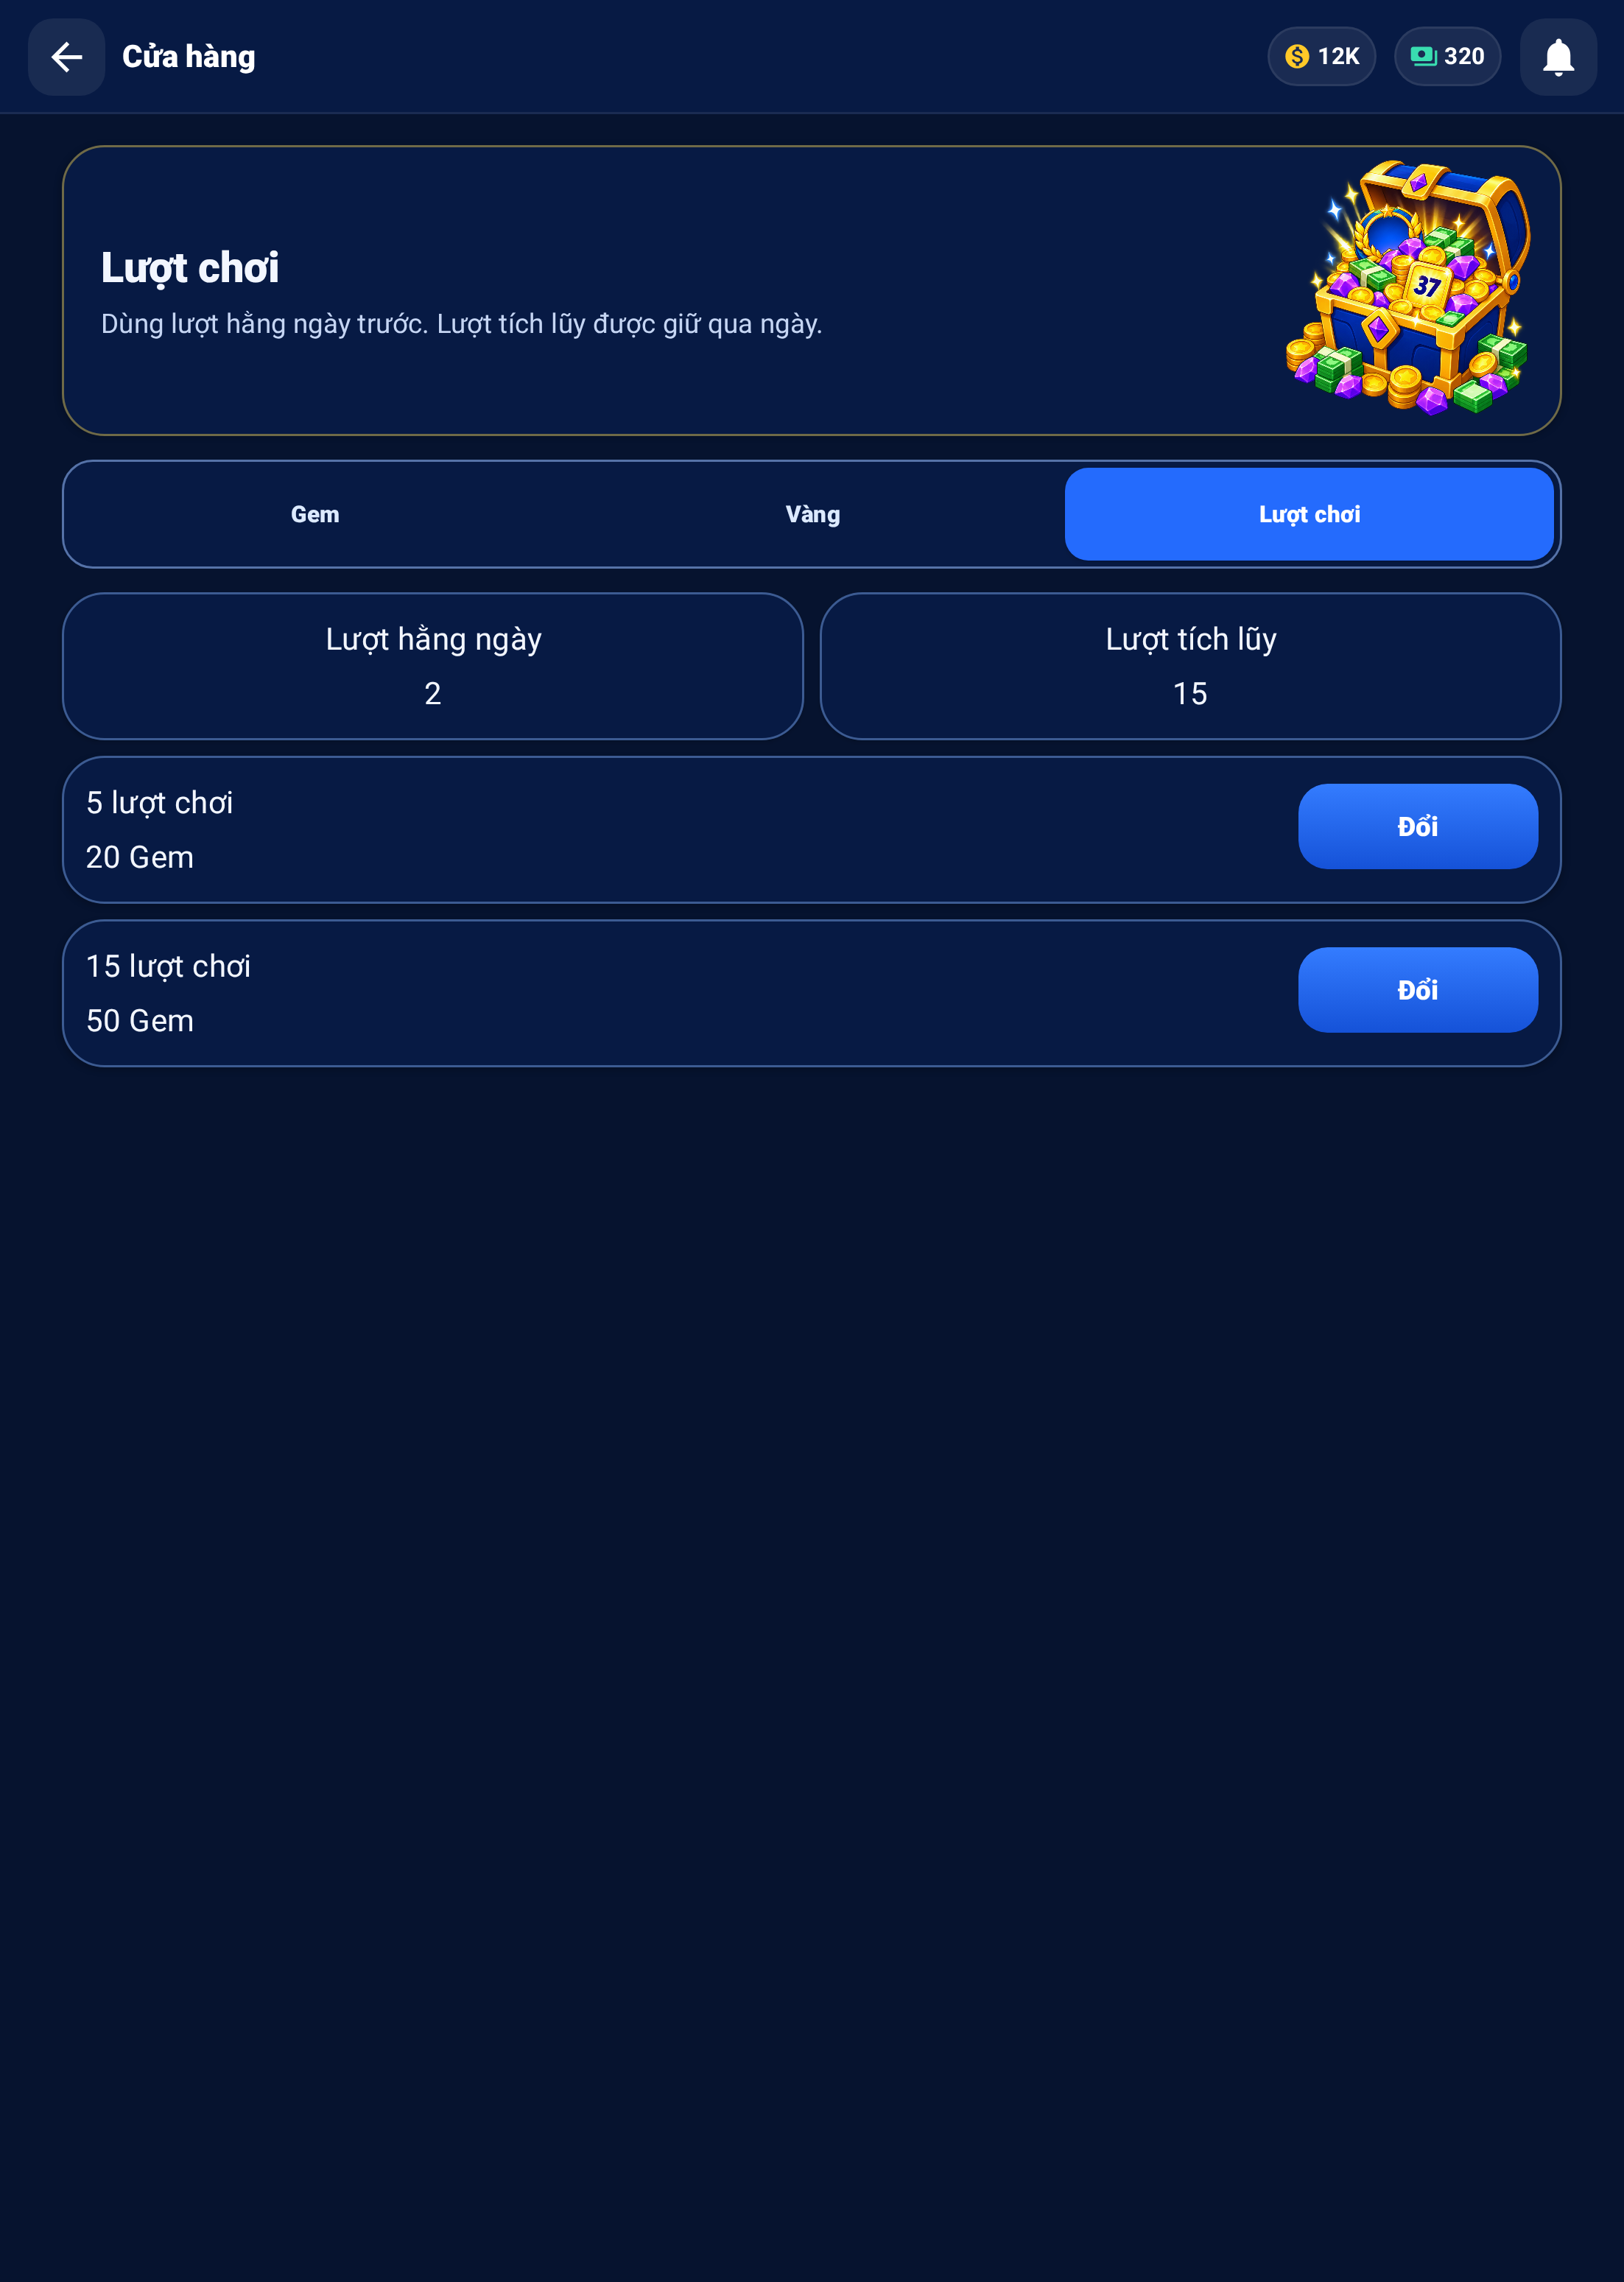 Cửa hàng
12K
320
Lượt chơi
Dùng lượt hằng ngày trước. Lượt tích lũy được giữ qua ngày.
37
Gem
Vàng
Lượt chơi
Lượt hằng ngày
2
Lượt tích lũy
15
5 lượt chơi
20 Gem
Đổi
15 lượt chơi
50 Gem
Đổi